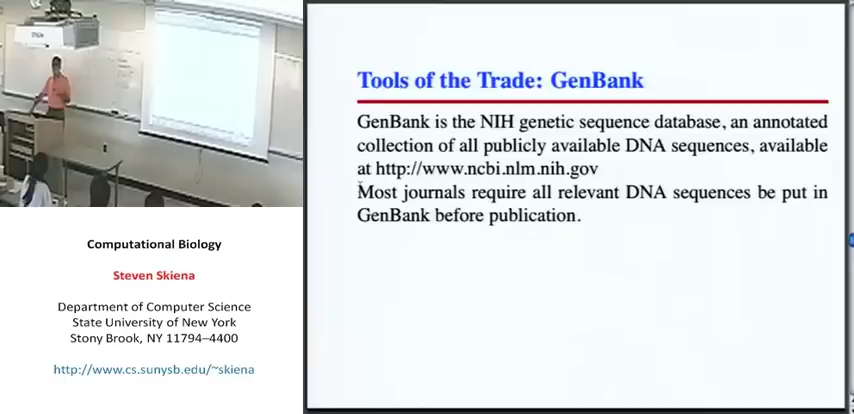 Computational Biology
Steven Skiena
Department of Computer Science
State University of New York
Stony Brook, NY 11794–4400
http://www.cs.sunysb.edu/~skiena
Tools of the Trade: GenBank
GenBank is the NIH genetic sequence database, an annotated
collection of all publicly available DNA sequences, available
at http://www.ncbi.nlm.nih.gov
Most journals require all relevant DNA sequences be put in
GenBank before publication.